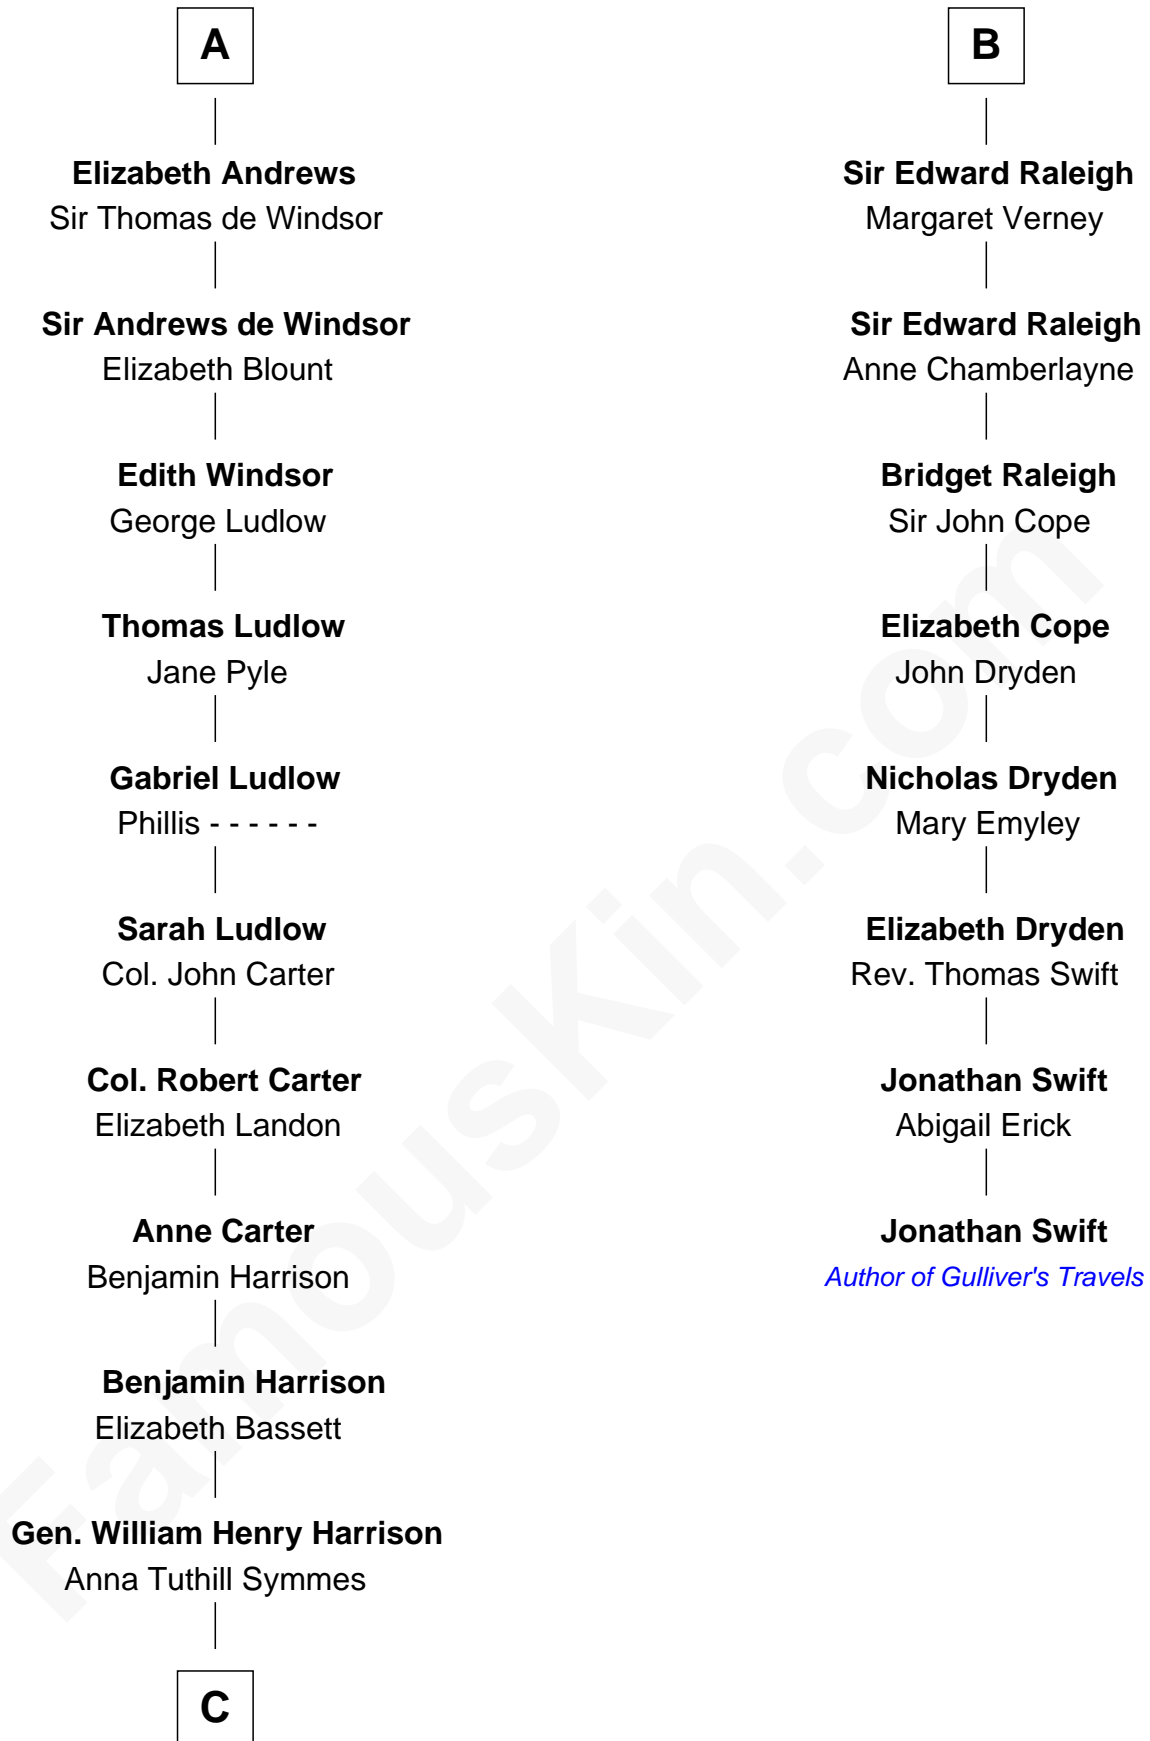 A
Elizabeth Andrews
Sir Thomas de Windsor
Sir Andrews de Windsor
Elizabeth Blount
Edith Windsor
George Ludlow
Thomas Ludlow
Jane Pyle
Gabriel Ludlow
Phillis - - - - - -
Sarah Ludlow
Col. John Carter
Col. Robert Carter
Elizabeth Landon
Anne Carter
Benjamin Harrison
Benjamin Harrison
Elizabeth Bassett
Gen. William Henry Harrison
Anna Tuthill Symmes
C
B
Sir Edward Raleigh
Margaret Verney
Sir Edward Raleigh
Anne Chamberlayne
Bridget Raleigh
Sir John Cope
Elizabeth Cope
John Dryden
Nicholas Dryden
Mary Emyley
Elizabeth Dryden
Rev. Thomas Swift
Jonathan Swift
Abigail Erick
Jonathan Swift
Author of Gulliver's Travels
FamousKin.com